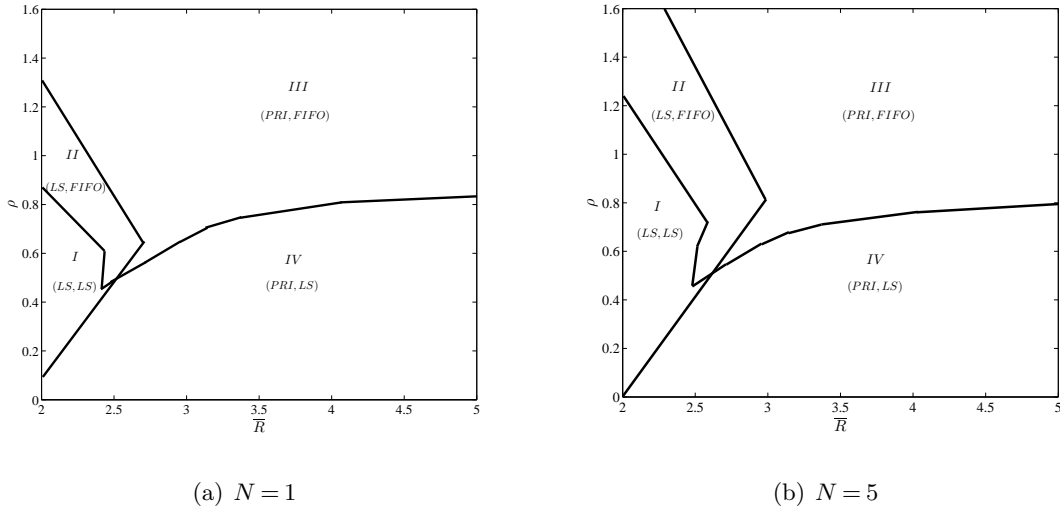 1.6
1.4
1.2
1
0.8
0.6
0.4
0.2
0
ρ
III
(PRI, FIFO)
II
(LS, FIFO)
I
(LS, LS)
IV
(PRI, LS)
2
2.5
3
3.5
4
4.5
5
R̅
(a) N = 1
1.6
1.4
1.2
1
0.8
0.6
0.4
0.2
0
ρ
II
(LS, FIFO)
III
(PRI, FIFO)
I
(LS, LS)
IV
(PRI, LS)
2
2.5
3
3.5
4
4.5
5
R̅
(b) N = 5